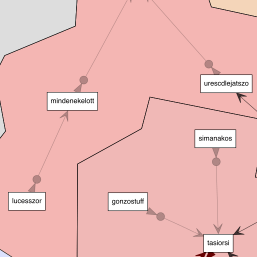 urescdlejatszo
mindenekelott
simanakos
lucesszor
gonzostuff
tasiorsi